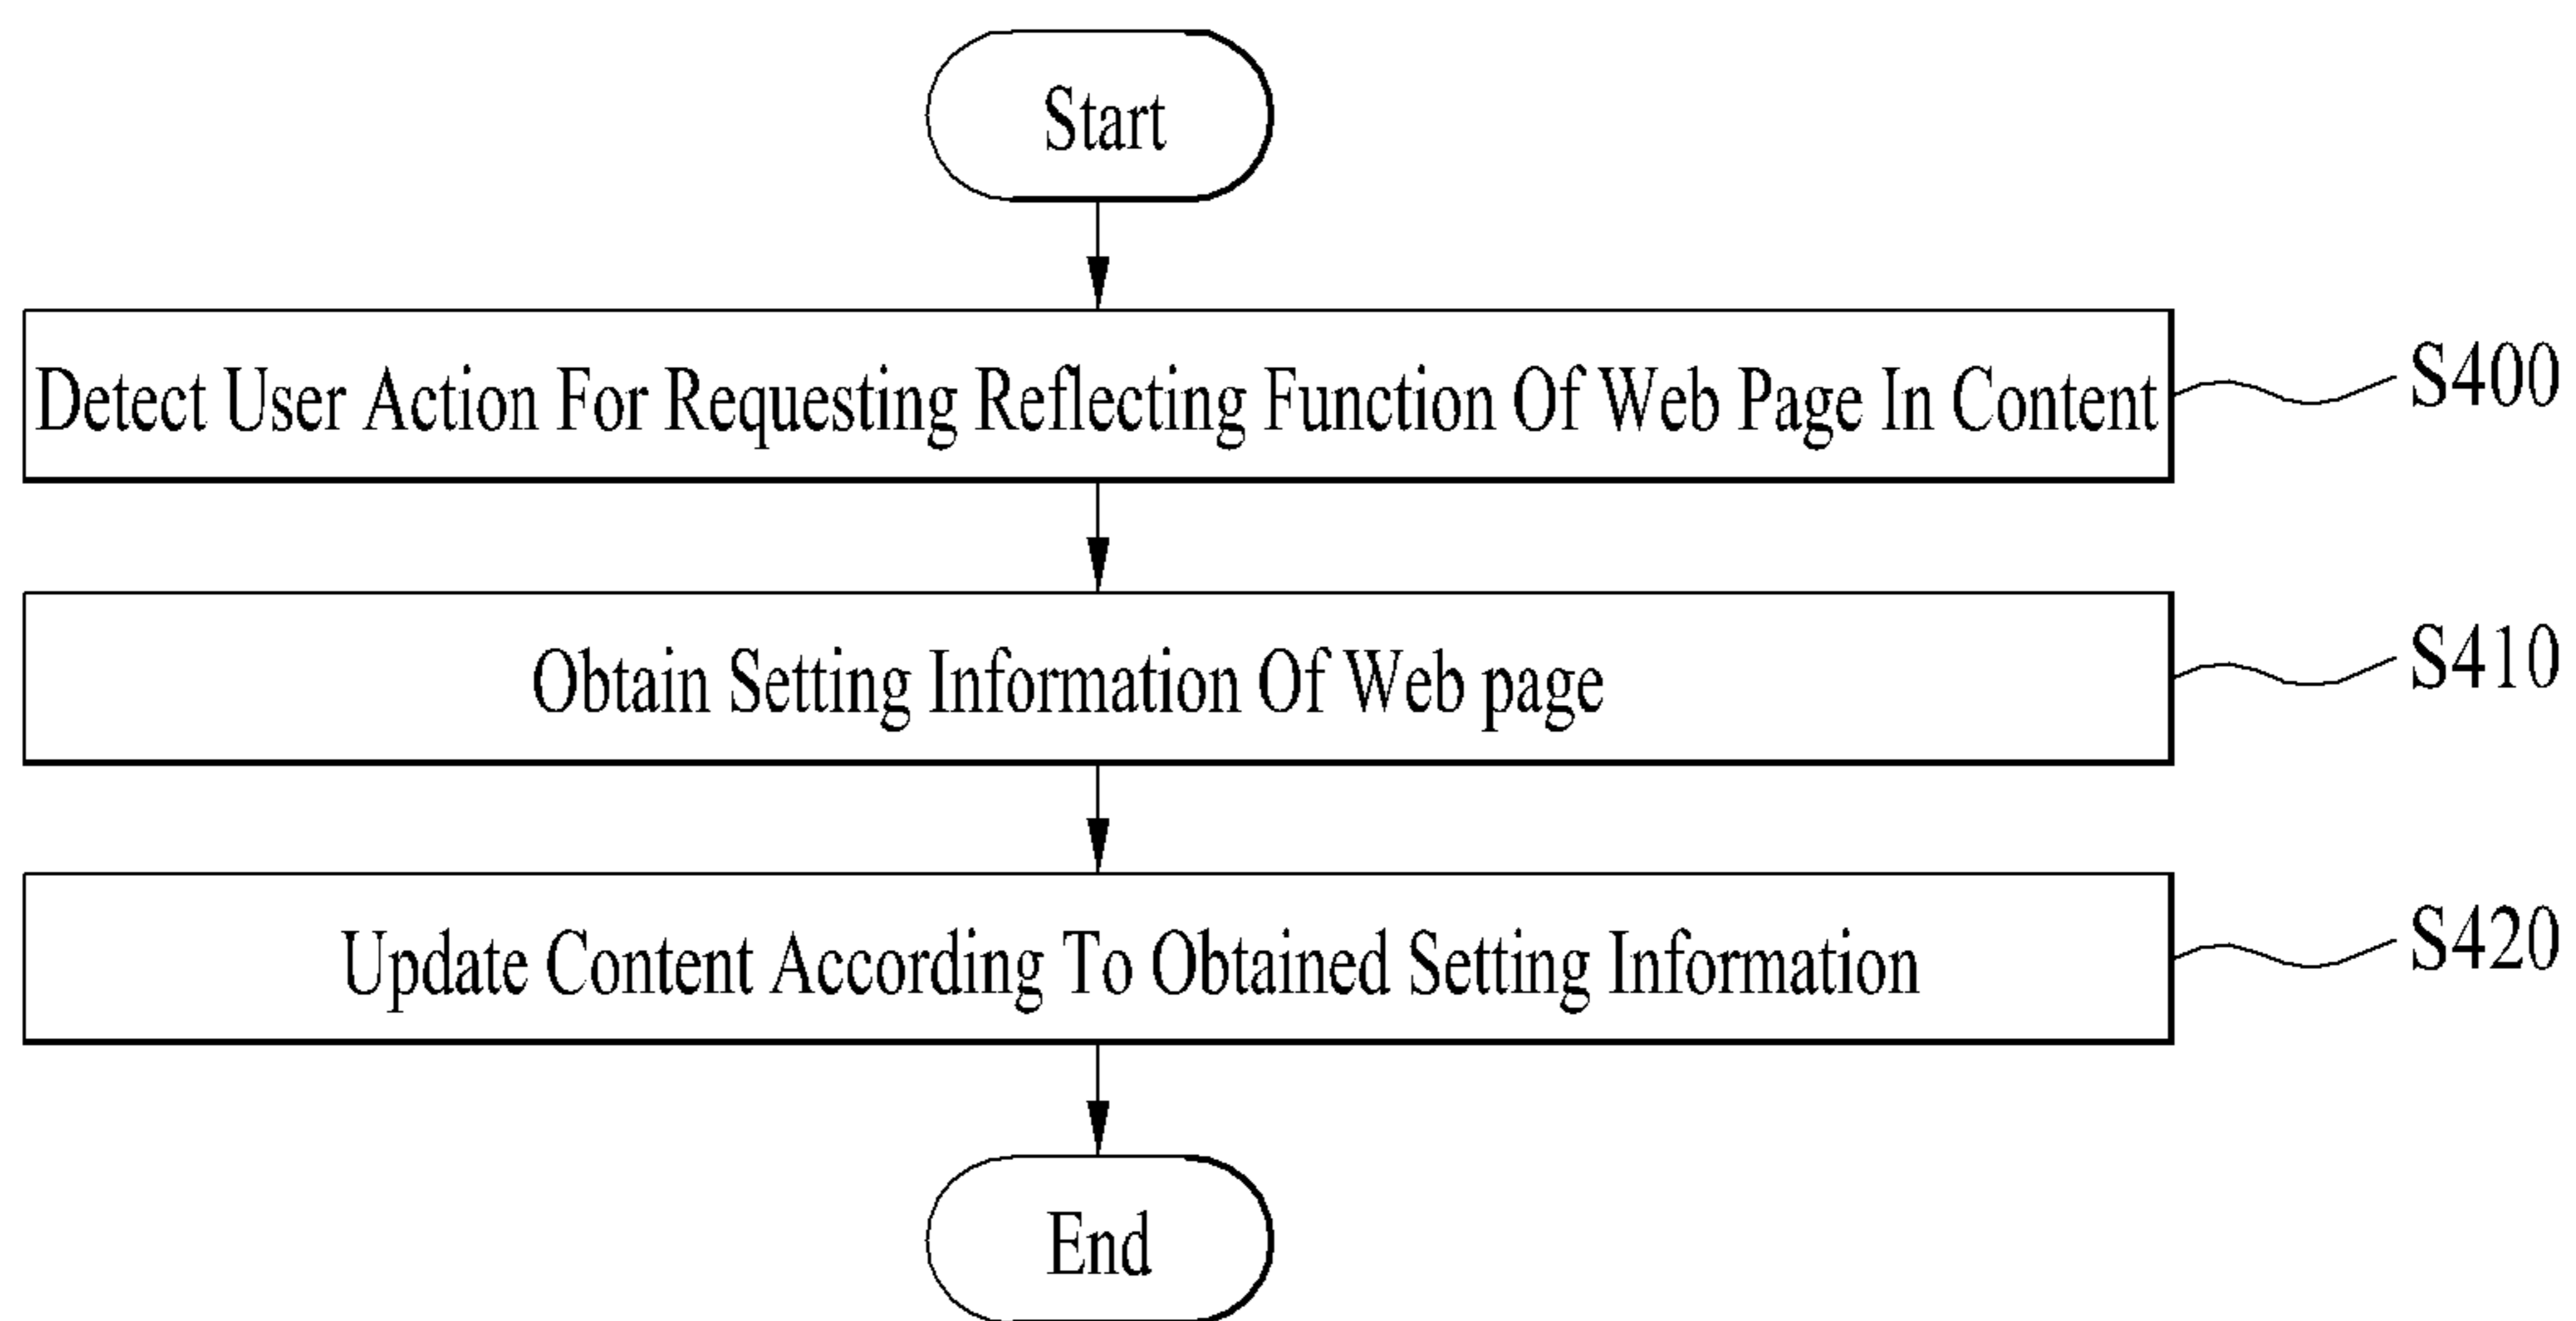 Start
Detect User Action For Requesting Reflecting Function Of Web Page In Content
S400
Obtain Setting Information Of Web page
S410
Update Content According To Obtained Setting Information
S420
End